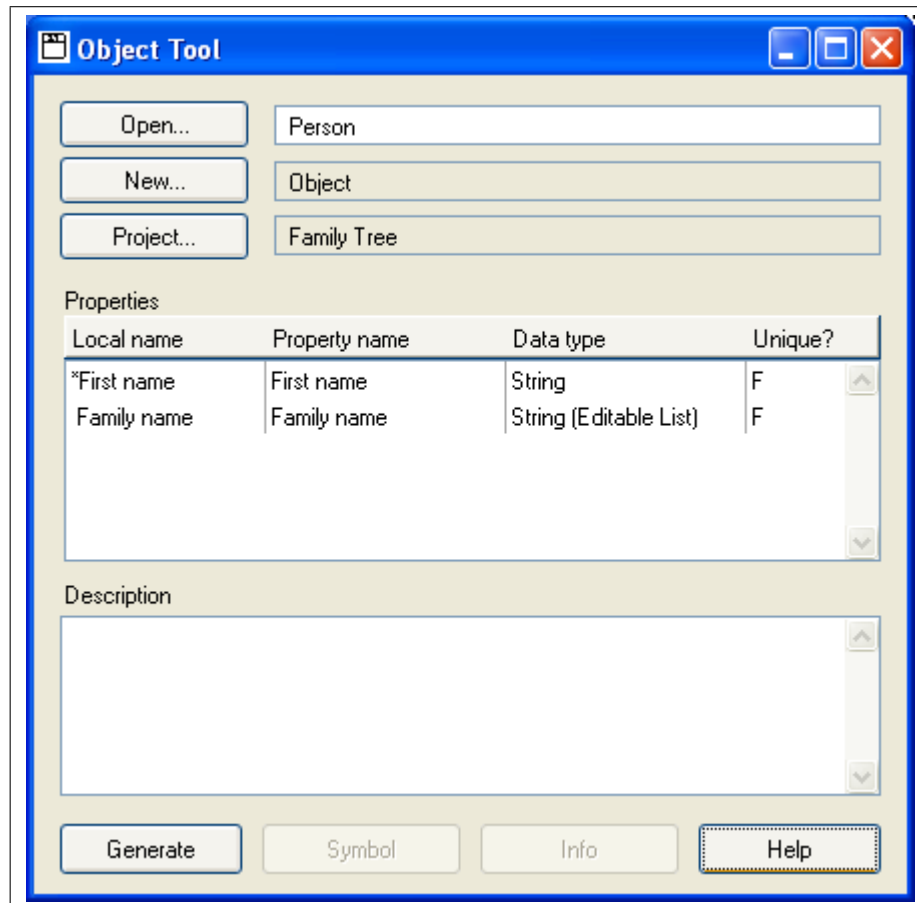 Object Tool
Open... Person
New... Object
Project... Family Tree
Properties
Local name Property name Data type Unique?
*First name First name String F
Family name Family name String (Editable List) F
Description
Generate Symbol Info Help